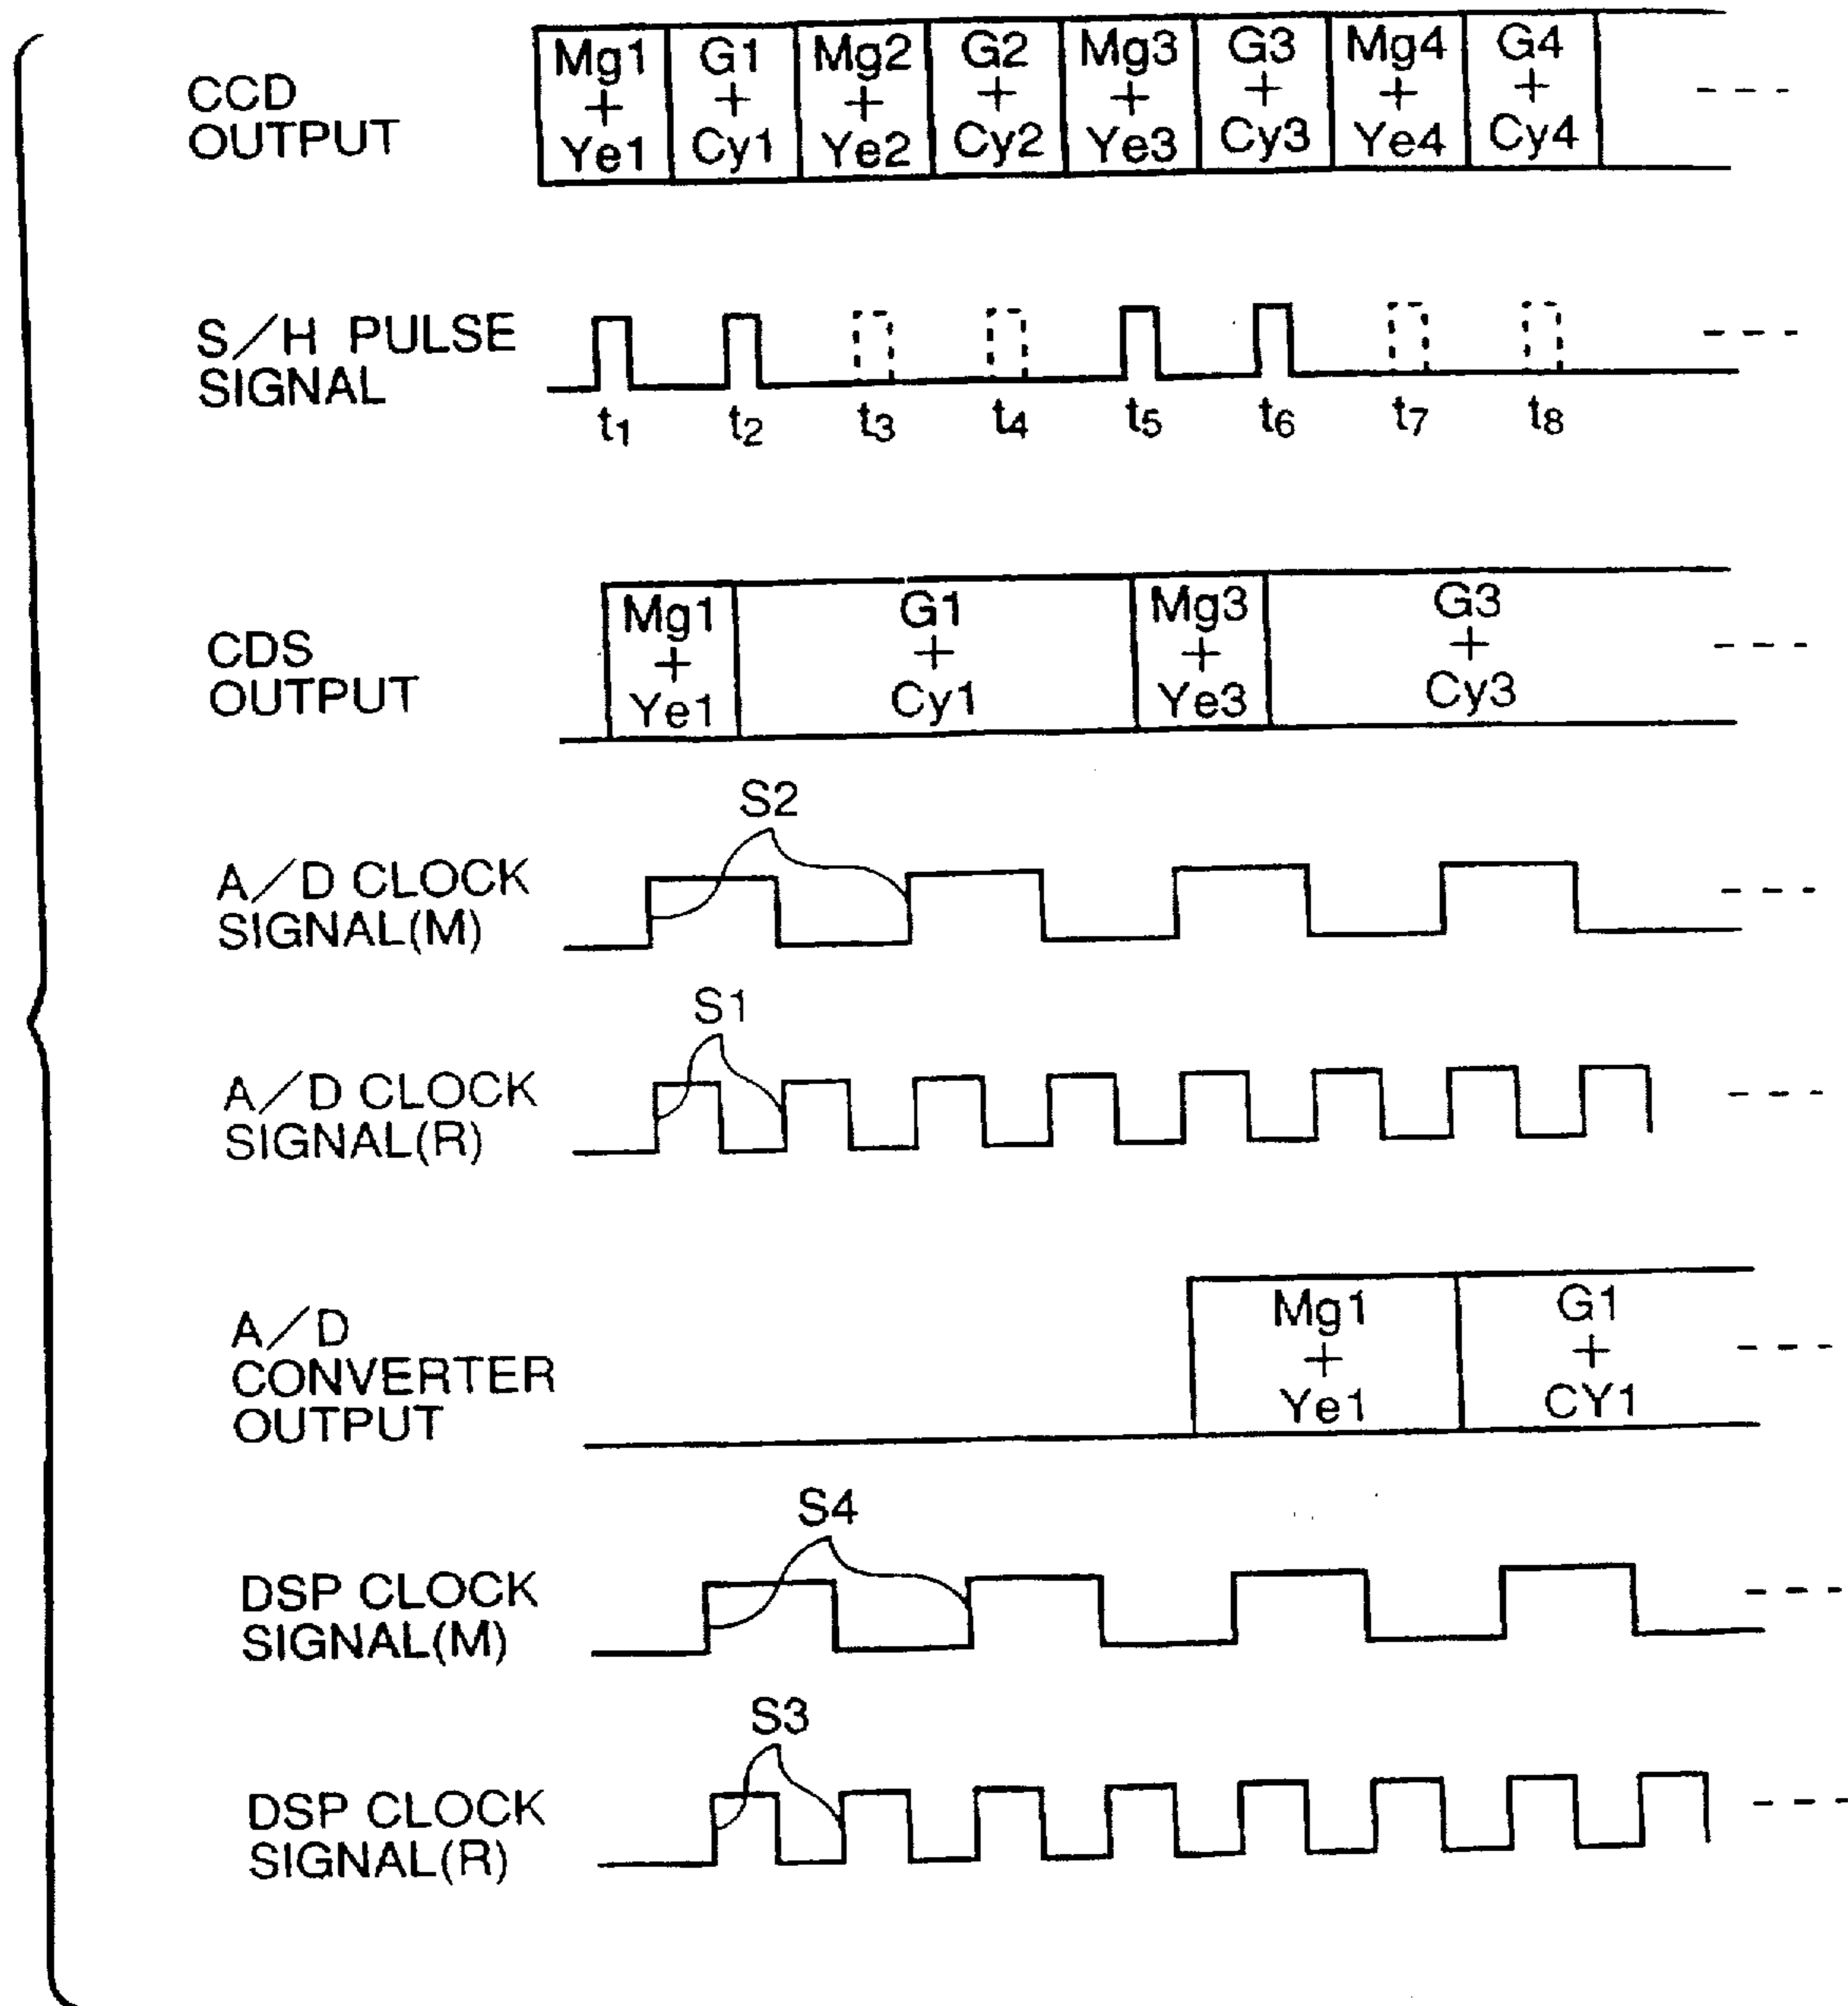 CCD
OUTPUT
Mg1
+
Ye1
G1
+
Cy1
Mg2
+
Ye2
G2
+
Cy2
Mg3
+
Ye3
G3
+
Cy3
Mg4
+
Ye4
G4
+
Cy4
S/H PULSE
SIGNAL
t1 t2 t3 t4 t5 t6 t7 t8
CDS
OUTPUT
Mg1
+
Ye1
G1
+
Cy1
Mg3
+
Ye3
G3
+
Cy3
S2
A/D CLOCK
SIGNAL(M)
S1
A/D CLOCK
SIGNAL(R)
A/D
CONVERTER
OUTPUT
Mg1
+
Ye1
G1
+
CY1
S4
DSP CLOCK
SIGNAL(M)
S3
DSP CLOCK
SIGNAL(R)